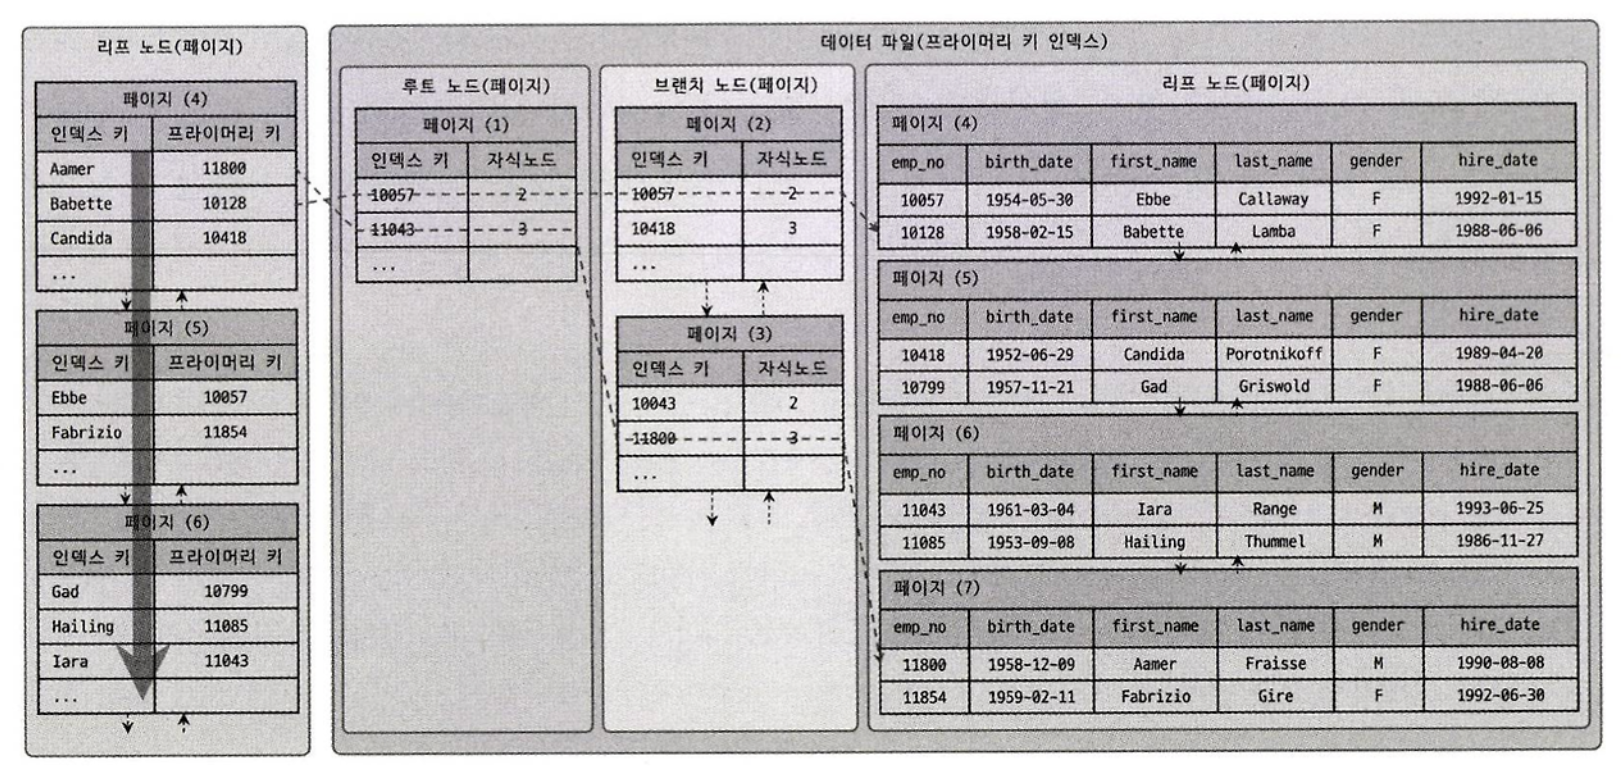 리프 노드(페이지)
페이지 (4)
인덱스 키 프라이머리 키
Aamer 11800
Babette 10128
Candida 10418
...
페이지 (5)
인덱스 키 프라이머리 키
Ebbe 10057
Fabrizio 11854
...
페이지 (6)
인덱스 키 프라이머리 키
Gad 10799
Hailing 11085
Iara 11043
...
데이터 파일(프라이머리 키 인덱스)
루트 노드(페이지)
페이지 (1)
인덱스 키 자식노드
10057 2
11043 3
...
브랜치 노드(페이지)
페이지 (2)
인덱스 키 자식노드
10057 2
10418 3
...
페이지 (3)
인덱스 키 자식노드
10043 2
11800 3
...
리프 노드(페이지)
페이지 (4)
emp_no birth_date first_name last_name gender hire_date
10057 1954-05-30 Ebbe Callaway F 1992-01-15
10128 1958-02-15 Babette Lamba F 1988-06-06
페이지 (5)
emp_no birth_date first_name last_name gender hire_date
10418 1952-06-29 Candida Porotnikoff F 1989-04-20
10799 1957-11-21 Gad Griswold F 1988-06-06
페이지 (6)
emp_no birth_date first_name last_name gender hire_date
11043 1961-03-04 Iara Range M 1993-06-25
11085 1953-09-08 Hailing Thummel M 1986-11-27
페이지 (7)
emp_no birth_date first_name last_name gender hire_date
11800 1958-12-09 Aamer Fraisse M 1990-08-08
11854 1959-02-11 Fabrizio Gire F 1992-06-30